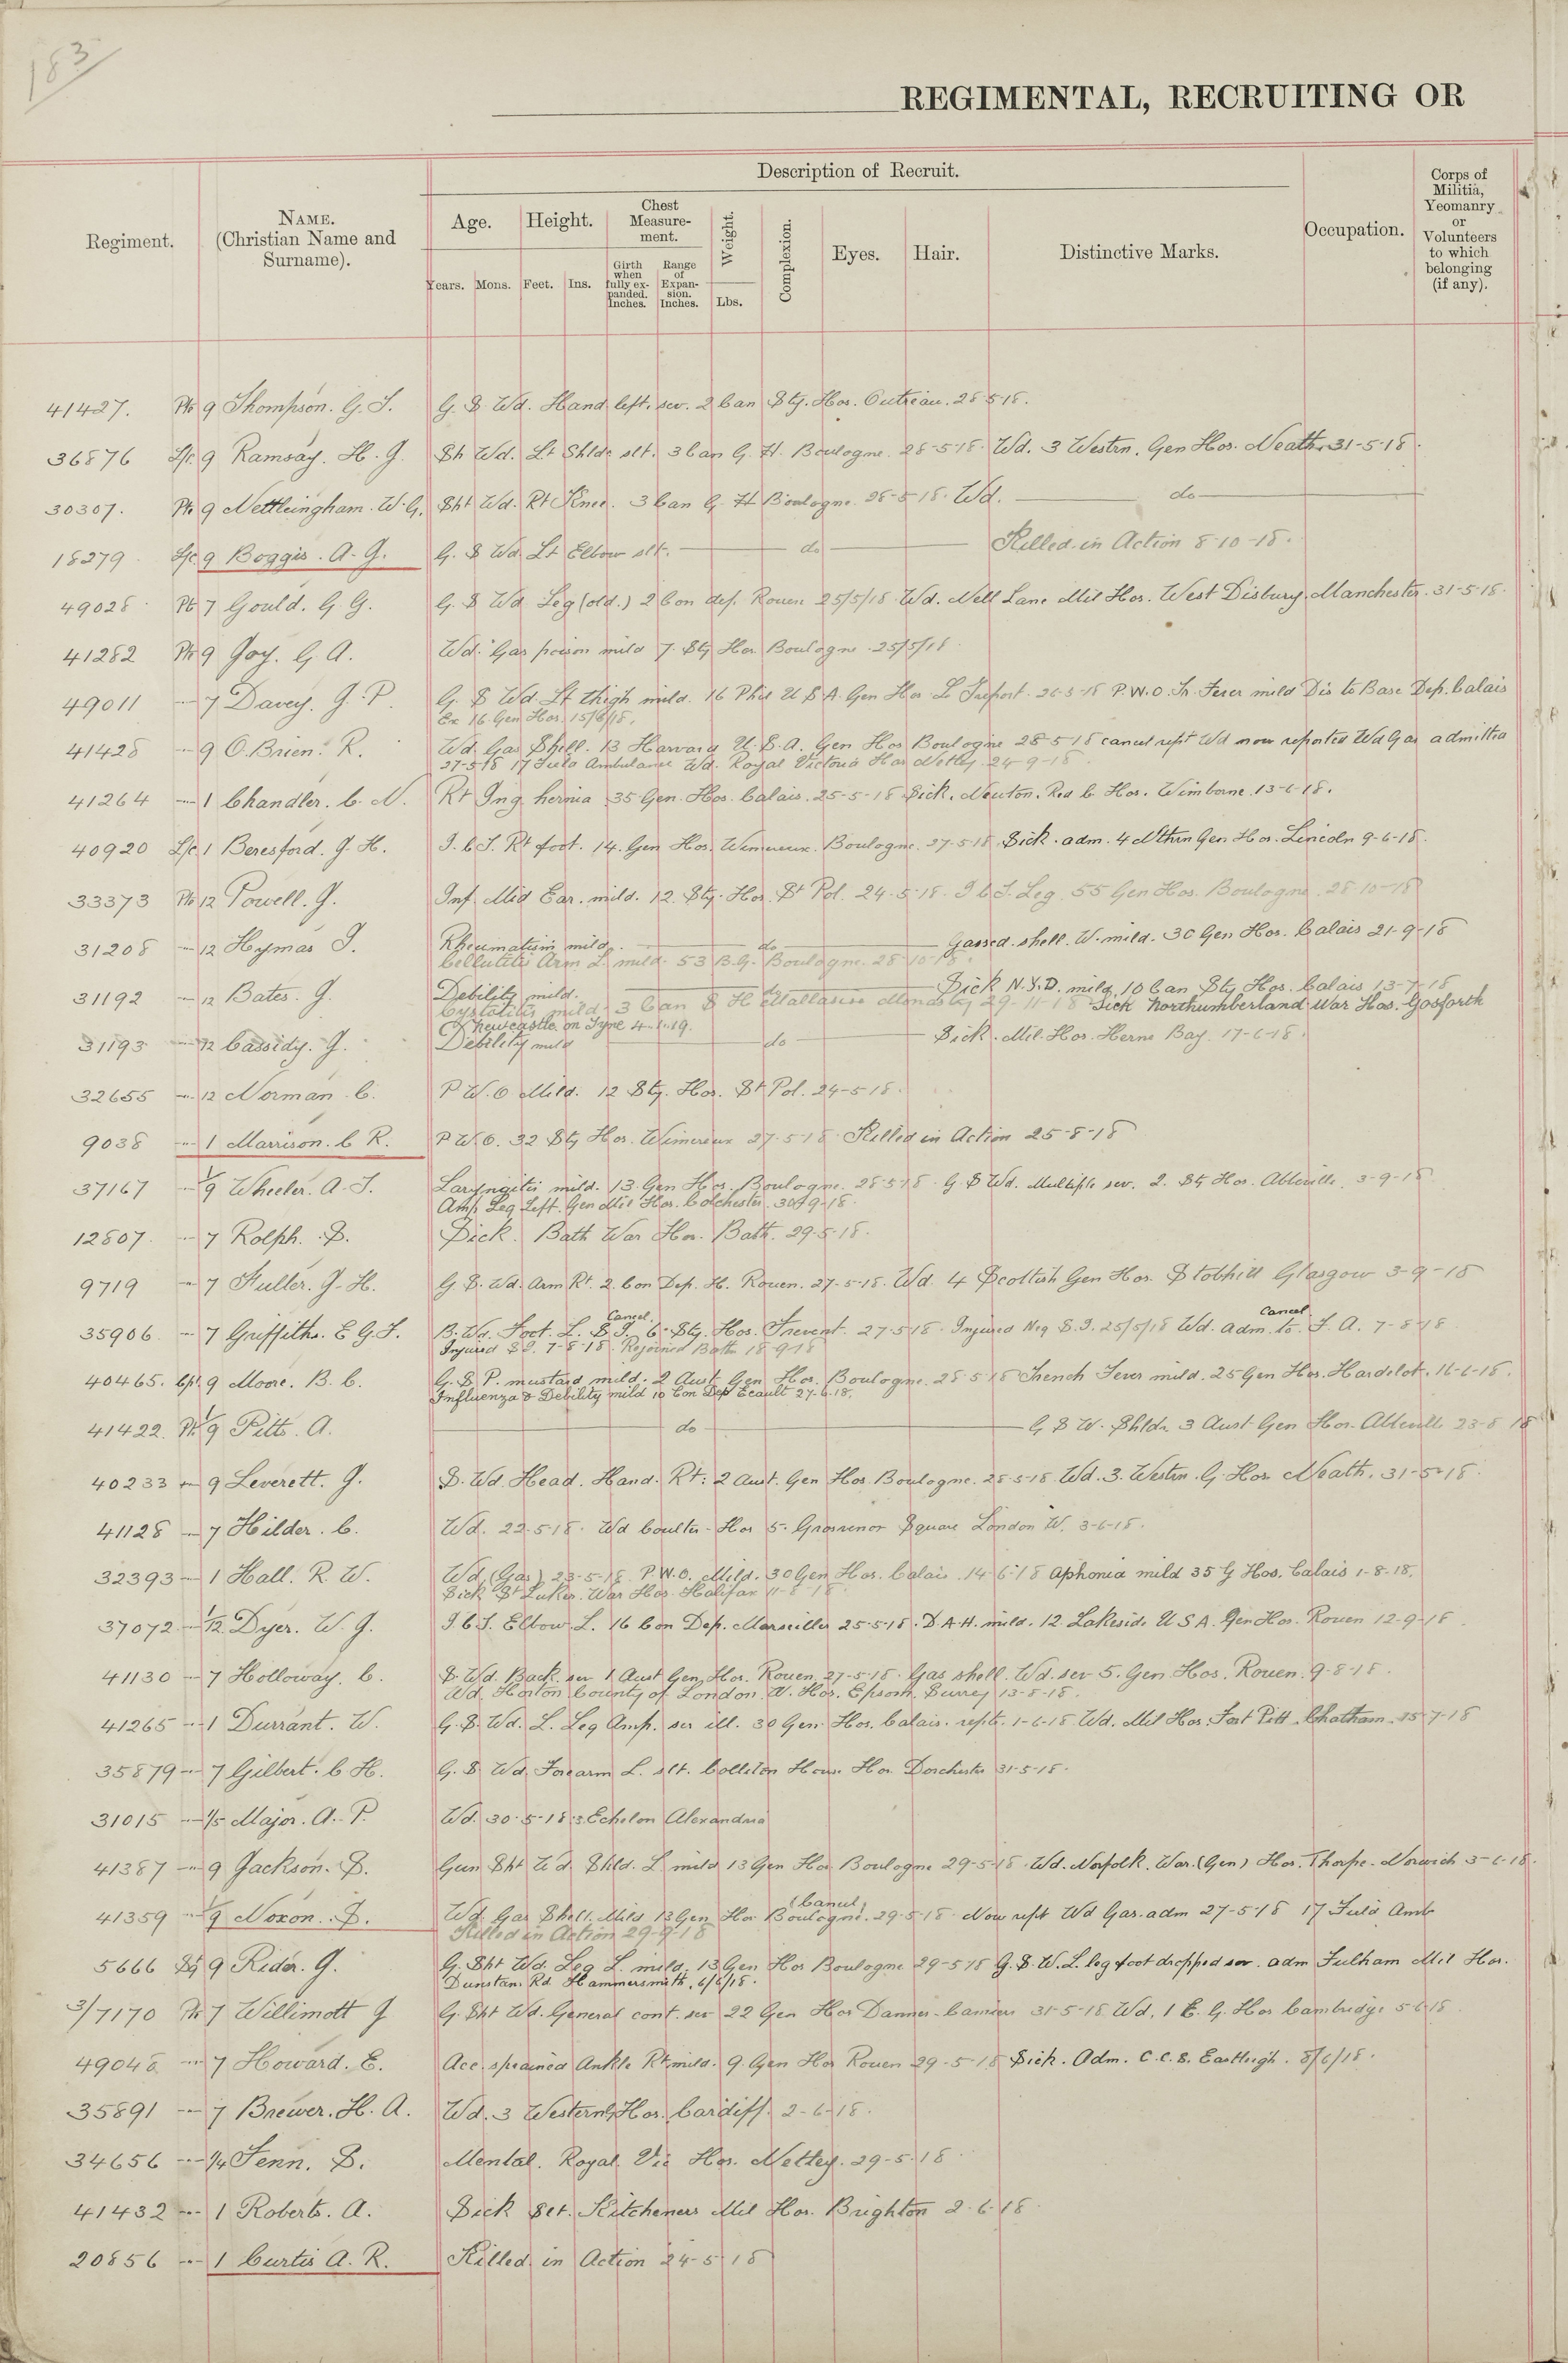 183
REGIMENTAL, RECRUITING OR
Description of Recruit.
Regiment.
NAME.
(Christian Name and
Surname).
Age.
Height.
Chest
Measure-
ment.
Weight.
Complexion.
Eyes.
Hair.
Distinctive Marks.
Occupation.
Corps of
Militia,
Yeomanry
or
Volunteers
to which
belonging
(if any).
Years. Mons. Feet. Ins.
Girth
when
fully ex-
panded.
Inches.
Range
of
Expan-
sion.
Inches.
Lbs.
41427. Pte 9 Thompson. G. T. G. S Wd. Hand left. sev. 2 Can Sty. Hos. Outreau. 28-5-18.
36876 L/c 9 Ramsay. H. G. Sh Wd. Lt Shldr slt. 3 Can G. H. Boulogne. 28-5-18. Wd. 3 Westrn. Gen Hos. Neath. 31-5-18.
30307. Pte 9 Nettleingham. W. G. Sht Wd. Rt Knee. 3 Can G. H Boulogne. 28-5-18. Wd. do
18279 L/c 9 Boggis. A. G. G. S Wd Lt Elbow slt. do Killed in Action 8-10-18.
49028 Pte 7 Gould. G G. G. S Wd Leg (old.) 2 Con dep. Rouen 25/5/18 Wd. Nell Lane Mil Hos. West Disbury. Manchester. 31-5-18.
41282 Pte 9 Joy. G A. Wd. Gas poison mild 7. Sty Hos Boulogne. 25/5/18
49011 " 7 Davey. G. P. G. S Wd. Lt thigh mild. 16 Phil U S A. Gen Hos Le Treport. 26-5-18 P.W.O. Tr. Fever mild Dis to Base Dep. Calais
Ex 16 Gen Hos. 15/6/18.
41428 " 9 O.Brien. R. Wd. Gas Shell. 13 Harvard U. S. A. Gen Hos Boulogne 28-5-18 cancel rept Wd now reported Wd Gas admitted
27-5-18 17 Field Ambulance Wd. Royal Victoria Hos Netley. 24-9-18.
41264 " 1 Chandler. C. N. Rt Ing hernia 35 Gen. Hos. Calais. 25-5-18 Sick. Newton. Red C. Hos. Wimborne. 13-6-18.
40920 L/c 1 Beresford. J. H. I. C. T. Rt foot. 14. Gen Hos. Wimereux. Boulogne. 27-5-18. Sick. adm. 4 Nthrn Gen Hos. Lincoln 9-6-18.
33373 Pte 12 Powell. J. Inf. Mid Ear. mild. 12. Sty. Hos. St Pol. 24-5-18. I C T. Leg. 55 Gen Hos. Boulogne. 28-10-18
31208 " 12 Hymas J. Rheumatism mild. do Gassed. shell. W. mild. 30 Gen Hos. Calais 21-9-18
Cellulitis Arm L. mild. 53 B. G. Boulogne. 28-10-18.
31192 " 12 Bates. J. Debility mild. do Sick N.Y.D. mild 10 Can Sty Hos. Calais 13-7-18
Cystolitis mild. 3 Can S H Mallassise Monastry 29-11-18 Sick Northumberland War Hos. Gosforth
Newcastle. on Tyne 4-1-19.
31193 " 12 Cassidy. J. Debility mild do Sick. Mil. Hos. Herne Bay. 17-6-18.
32655 " 12 Norman. C. P W. O Mild. 12 Sty. Hos. St Pol. 24-5-18.
9038 " 1 Marrison. C R. P W. O. 32 Sty Hos. Wimereux 27-5-18 Killed in Action 25-8-18
37167 " 1/9 Wheeler. A. J. Laryngitis mild. 13 Gen Hos. Boulogne. 28-5-18. G. S Wd. Multiple sev. 2. Sty Hos. Abbeville. 3-9-18
Amp. Leg Left. Gen Mil Hos. Colchester. 30-9-18.
12807. " 7 Rolph. S. Sick. Bath War Hos. Bath. 29-5-18.
9719 " 7 Fuller. J. H. G. S. Wd. Arm Rt. 2. Con Dep. H. Rouen. 27-5-18. Wd. 4 Scottish Gen Hos. Stobhill Glasgow 3-9-18
Cancel. Cancel.
35906 " 7 Griffiths. E G. T. B. Wd. Foot. L. S.I. 6. Sty. Hos. Frevent. 27-5-18. Injured Neg S. I. 25/5/18 Wd. adm. to. F. A. 7-8-18
Injured S I. 7-8-18. Rejoined Battn 18-9-18
40465. Cpl 9 Moore. B. C. G. S P. mustard mild. 2 Aust Gen Hos. Boulogne. 28-5-18 Trench Fever mild. 25 Gen Hos. Hardelot. 16-6-18.
Influenza & Debility mild 10 Con Dep Ecault 27-6-18.
41422. Pte 1/9 Pitts. A. do G S W. Shldr. 3 Aust Gen Hos. Abbeville 23-8-18
40233 " 9 Leverett. J. S. Wd. Head. Hand. Rt: 2 Aust. Gen Hos Boulogne. 28-5-18 Wd. 3. Westrn. G. Hos Neath. 31-5-18.
41128 " 7 Hilder. C. Wd. 22-5-18. Wd Coulter. Hos 5. Grosvenor Square London W. 3-6-18.
32393 " 1 Hall. R. W. Wd. (Gas) 23-5-18. P.W.O. Mild. 30 Gen Hos. Calais. 14-6-18 Aphonia mild 35 G Hos. Calais 1-8-18.
Sick St Lukes. War Hos. Halifax 11-8-18.
37072 " 1/12 Dyer. W. J. I. C. T. Elbow. L. 16 Con Dep. Marseilles 25-5-18. D A H. mild. 12. Lakeside U S A. Gen Hos. Rouen 12-9-18.
41130 " 7 Holloway. C. S. Wd. Back. sev 1 Aust Gen. Hos. Rouen. 27-5-18. Gas shell. Wd. sev 5. Gen. Hos. Rouen. 9-8-18.
Wd. Horton County of London. W. Hos. Epsom. Surrey 13-8-18.
41265 " 1 Durrant. W. G. S. Wd. L. Leg Amp. ser ill. 30 Gen. Hos. Calais. reptd. 1-6-18 Wd. Mil Hos. Fort Pitt. Chatham. 15-7-18
35879 " 7 Gilbert. C. H. G. S Wd Forearm L. slt. Colliton House Hos. Dorchester 31-5-18.
31015 " 1/5 Major. A. P. Wd. 30-5-18 3 Echelon Alexandria
41387 " 9 Jackson. S. Gun Sht Wd. Shld. L mild 13 Gen Hos Boulogne 29-5-18 Wd. Norfolk. War. (Gen) Hos. Thorpe. Norwich 3-6-18.
(Cancel)
41359 " 1/9 Noxon. S. Wd. Gas Shell. Mild 13 Gen Hos Boulogne. 29-5-18. Now rept Wd Gas. adm 27-5-18 17 Field Amb
Killed in Action 29-9-18
5666 Sgt 9 Rider. G. G. Sht Wd. Leg L. mild. 13 Gen Hos Boulogne 29-5-18 G. S. W. L. leg foot dropped sev. adm Fulham Mil Hos.
Dunstan Rd Hammersmith. 6/6/18.
3/7170 Pte 7 Willimott J G. Sht Wd. General cont. sev 22 Gen Hos Dannes-Camiers 31-5-18 Wd. 1 E. G. Hos Cambridge 5-6-18.
49048 " 7 Howard. E. Acc. sprained Ankle Rt mild. 9 Gen Hos Rouen 29-5-18 Sick. Adm. C.C.S. Eastleigh. 8/6/18.
35891 " 7 Brewer. H. A. Wd. 3 Western G Hos. Cardiff. 2-6-18.
34656 " 1/4 Fenn. S. Mental. Royal Vic Hos. Netley. 29-5-18
41432 " 1 Roberts. A. Sick Sev. Kitcheners Mil Hos. Brighton 2-6-18.
20856 " 1 Curtis A. R. Killed in Action 24-5-18